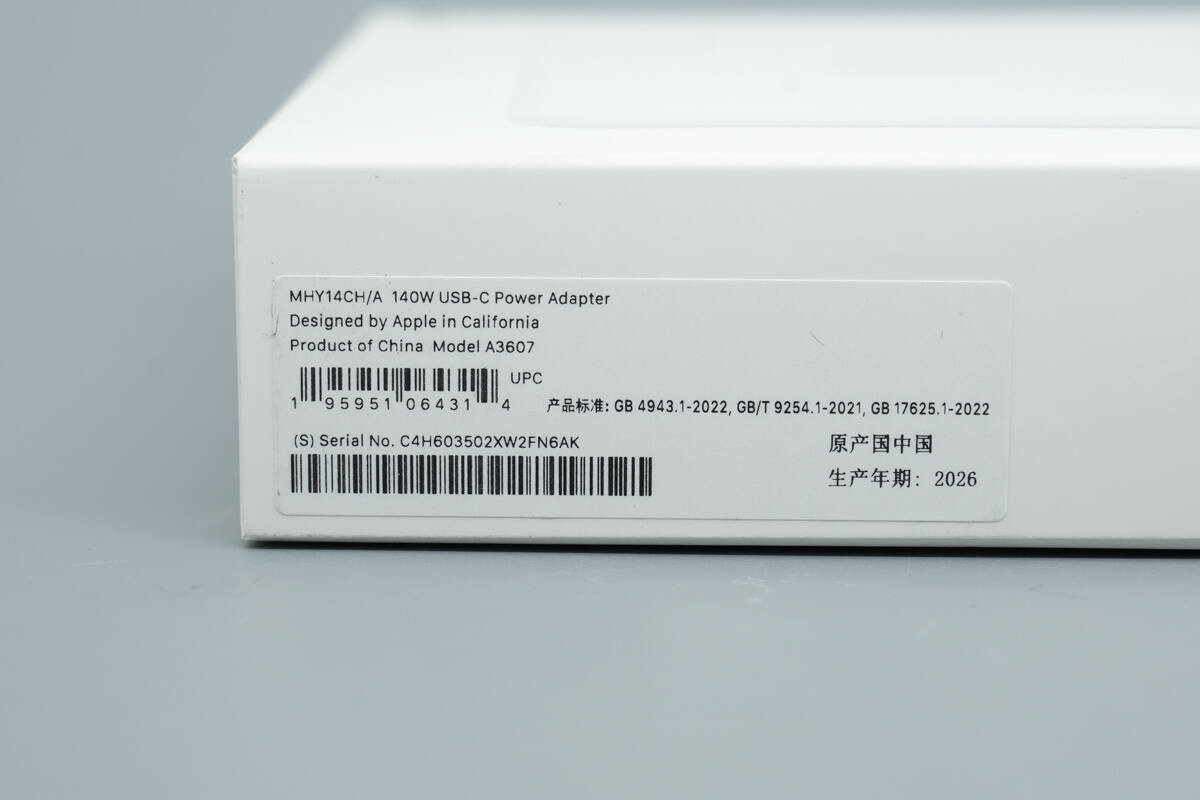 MHY14CH/A 140W USB-C Power Adapter
Designed by Apple in California
Product of China Model A3607
UPC
1 95951 06431 4
产品标准: GB 4943.1-2022, GB/T 9254.1-2021, GB 17625.1-2022
(S) Serial No. C4H603502XW2FN6AK
原产国中国
生产年期: 2026